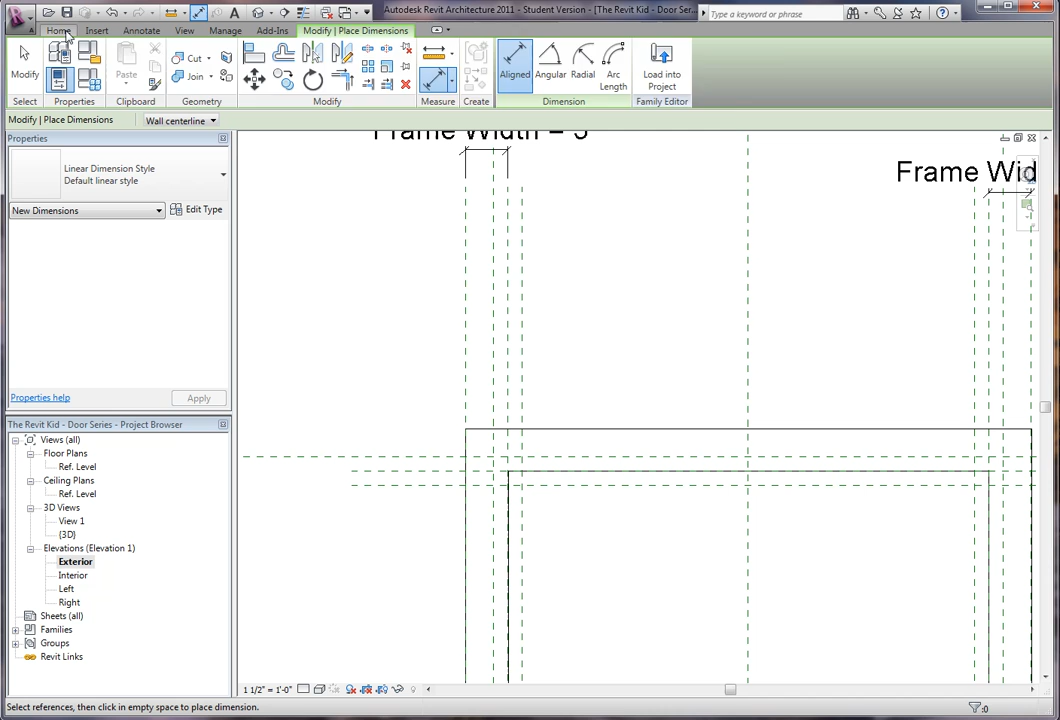 Autodesk Revit Architecture 2011 - Student Version - [The Revit Kid - Door Ser...
Type a keyword or phrase
Home Insert Annotate View Manage Add-Ins Modify | Place Dimensions
Cut
Join
Modify Paste Aligned Angular Radial Arc Length Load into Project
Select Properties Clipboard Geometry Modify Measure Create Dimension Family Editor
Modify | Place Dimensions Wall centerline
Properties
Linear Dimension Style
Default linear style
New Dimensions Edit Type
Properties help Apply
The Revit Kid - Door Series - Project Browser
Views (all)
Floor Plans
Ref. Level
Ceiling Plans
Ref. Level
3D Views
View 1
{3D}
Elevations (Elevation 1)
Exterior
Interior
Left
Right
Sheets (all)
Families
Groups
Revit Links
Frame Width = 3"
Frame Wid
1 1/2" = 1'-0"
Select references, then click in empty space to place dimension.
:0